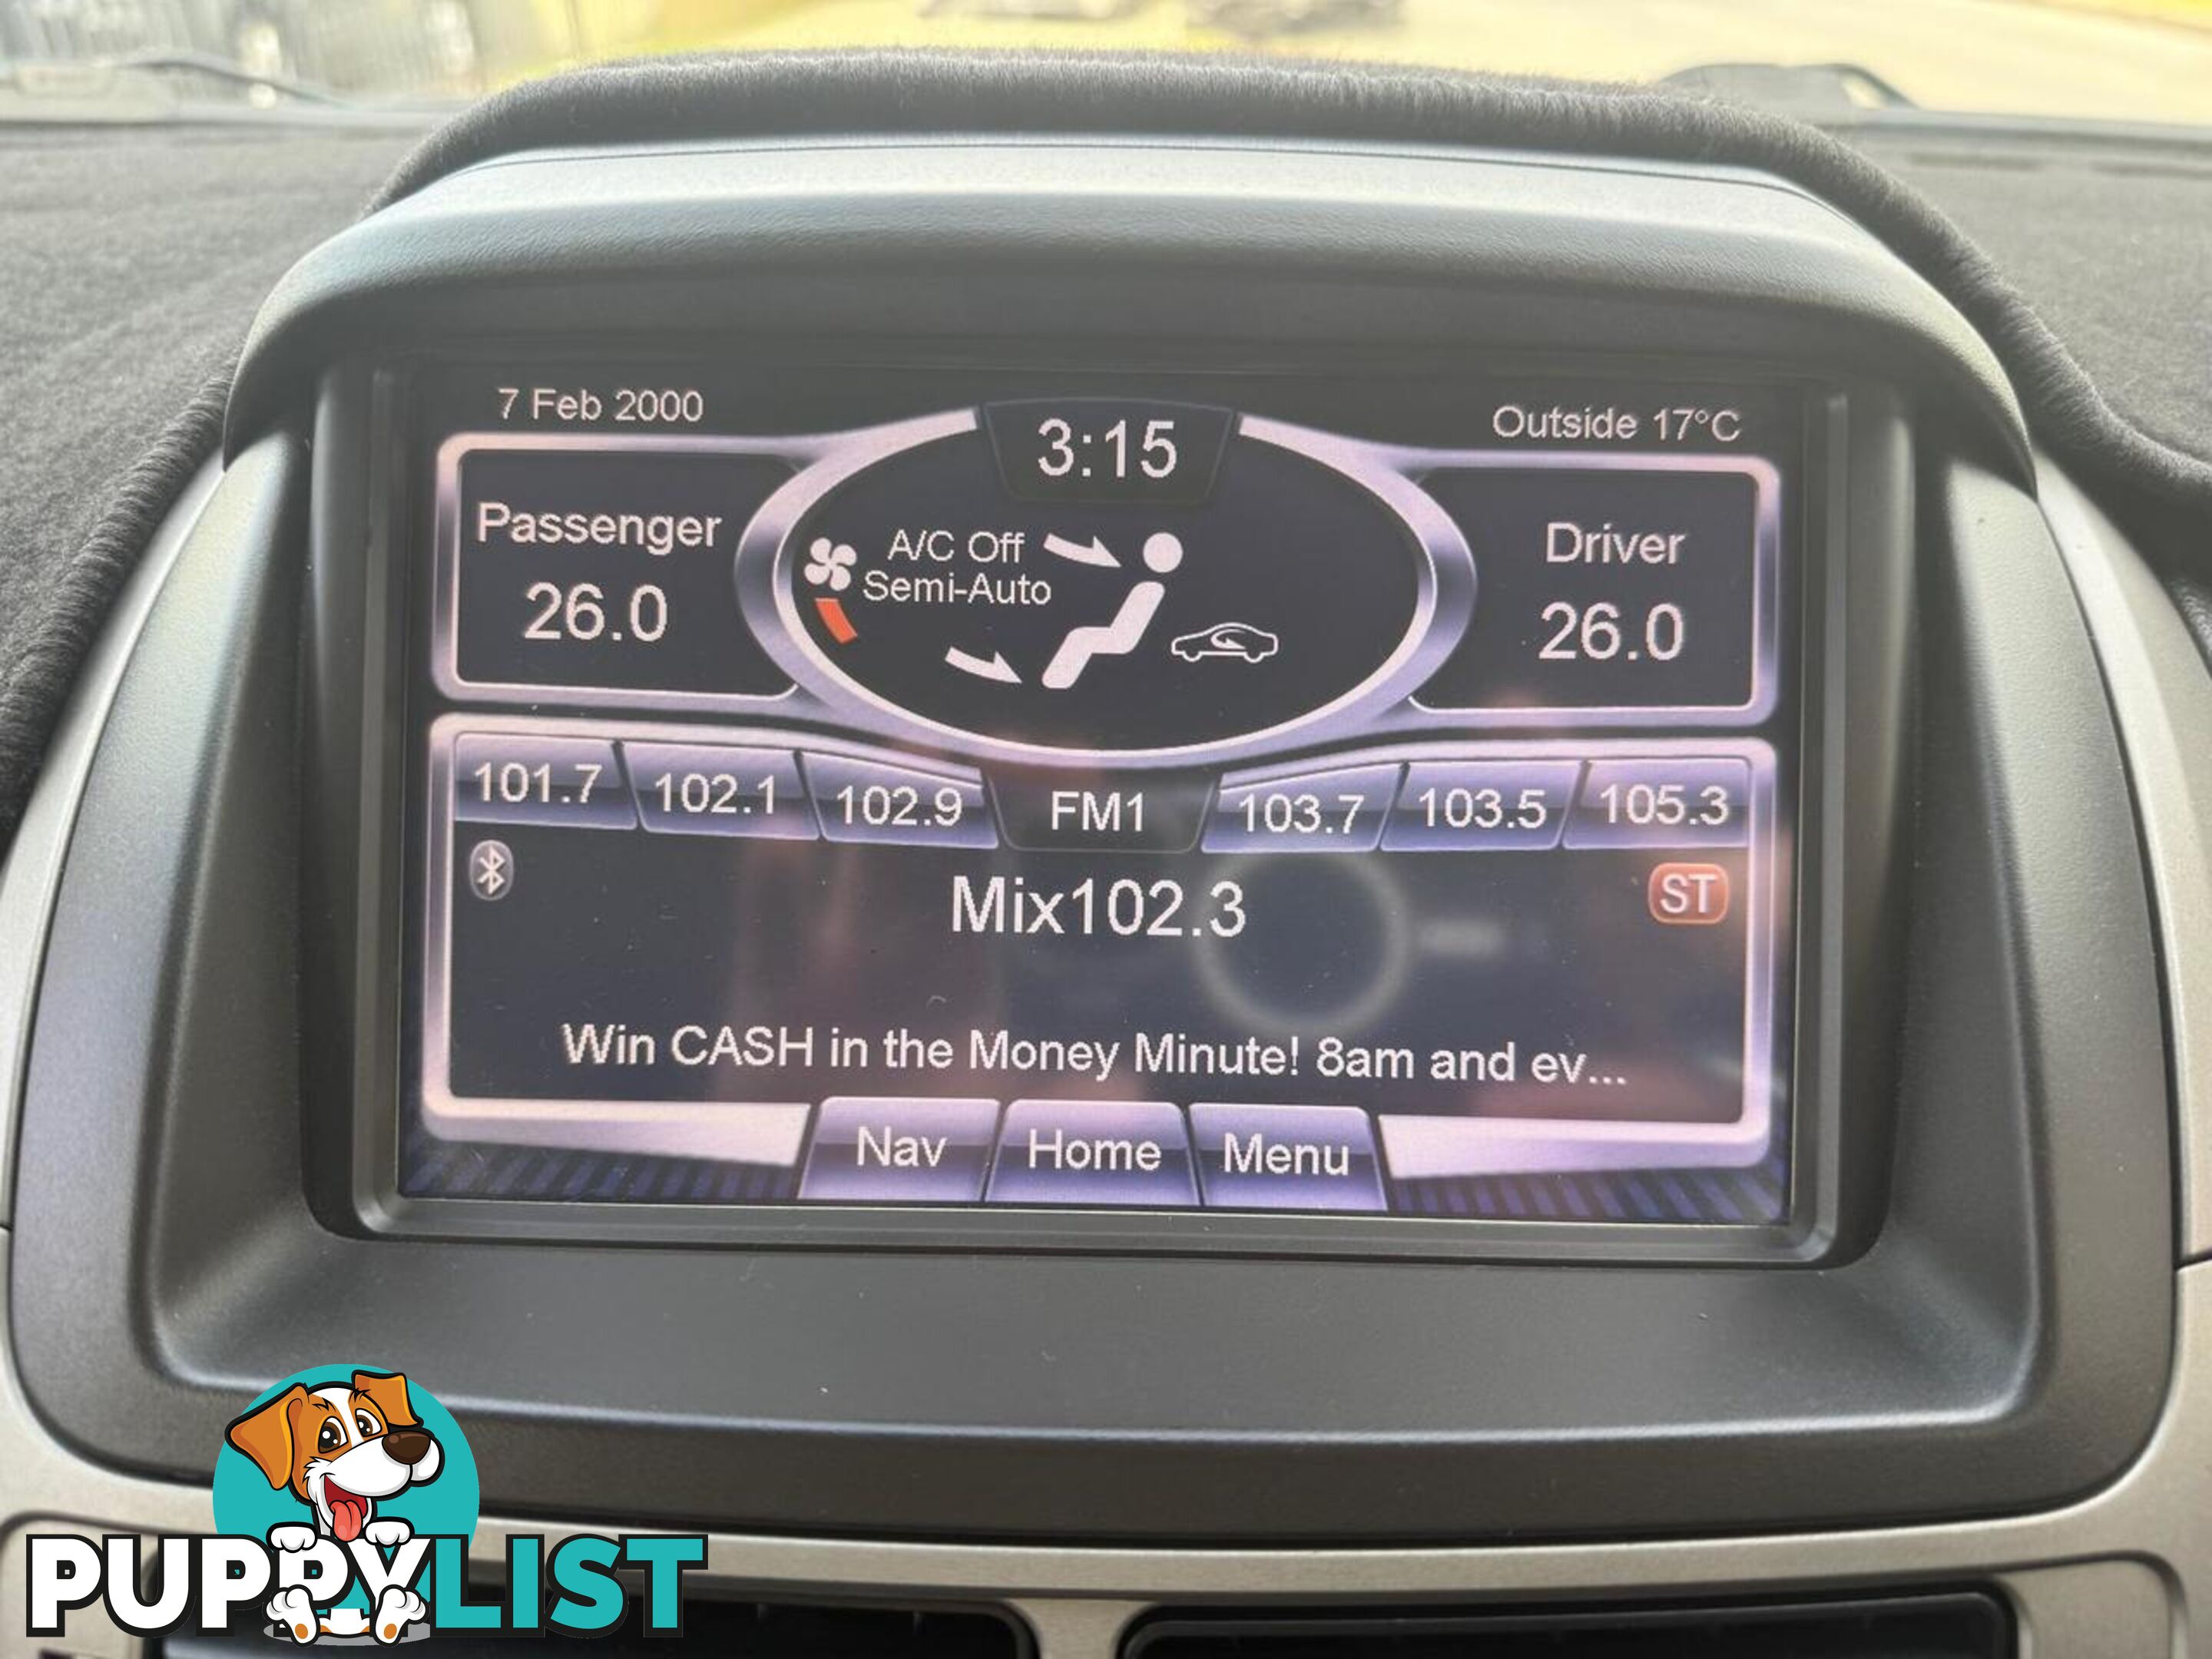 7 Feb 2000
3:15
Outside 17°C
Passenger
26.0
A/C Off
Semi-Auto
Driver
26.0
101.7 102.1 102.9 FM1 103.7 103.5 105.3
Mix102.3
ST
Win CASH in the Money Minute! 8am and ev...
Nav Home Menu
PUPPYLIST